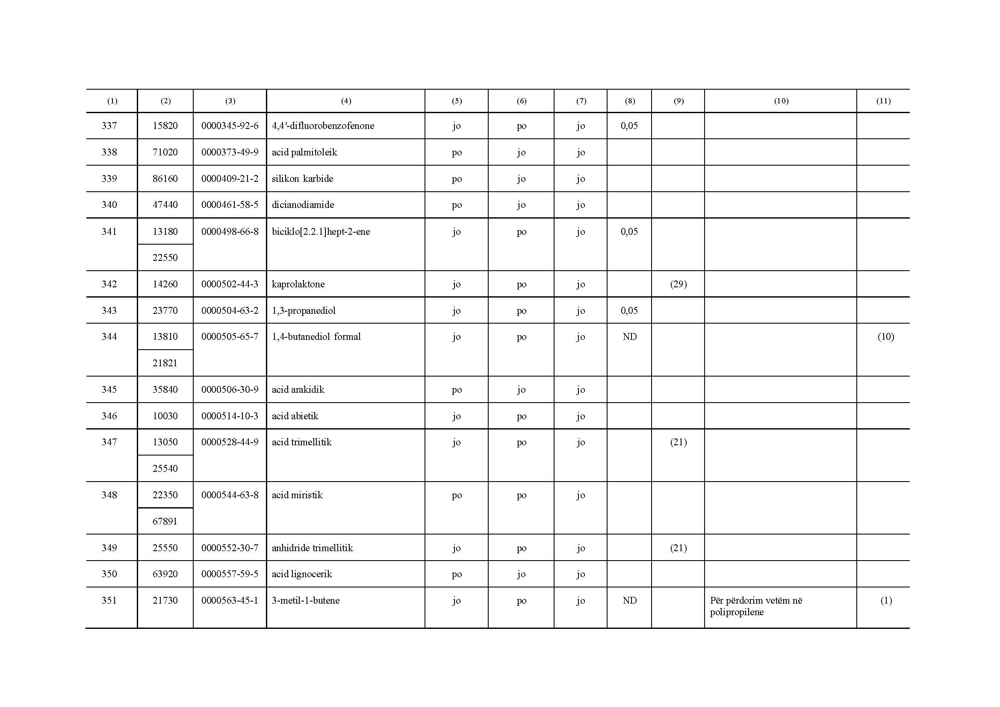 (1) (2) (3) (4) (5) (6) (7) (8) (9) (10) (11)
337 15820 0000345-92-6 4,4′-difluorobenzofenone jo po jo 0,05
338 71020 0000373-49-9 acid palmitoleik po jo jo
339 86160 0000409-21-2 silikon karbide po jo jo
340 47440 0000461-58-5 dicianodiamide po jo jo
341 13180 0000498-66-8 biciklo[2.2.1]hept-2-ene jo po jo 0,05
22550
342 14260 0000502-44-3 kaprolaktone jo po jo (29)
343 23770 0000504-63-2 1,3-propanediol jo po jo 0,05
344 13810 0000505-65-7 1,4-butanediol formal jo po jo ND (10)
21821
345 35840 0000506-30-9 acid arakidik po jo jo
346 10030 0000514-10-3 acid abietik jo po jo
347 13050 0000528-44-9 acid trimellitik jo po jo (21)
25540
348 22350 0000544-63-8 acid miristik po po jo
67891
349 25550 0000552-30-7 anhidride trimellitik jo po jo (21)
350 63920 0000557-59-5 acid lignocerik po jo jo
351 21730 0000563-45-1 3-metil-1-butene jo po jo ND Për përdorim vetëm në (1)
polipropilene